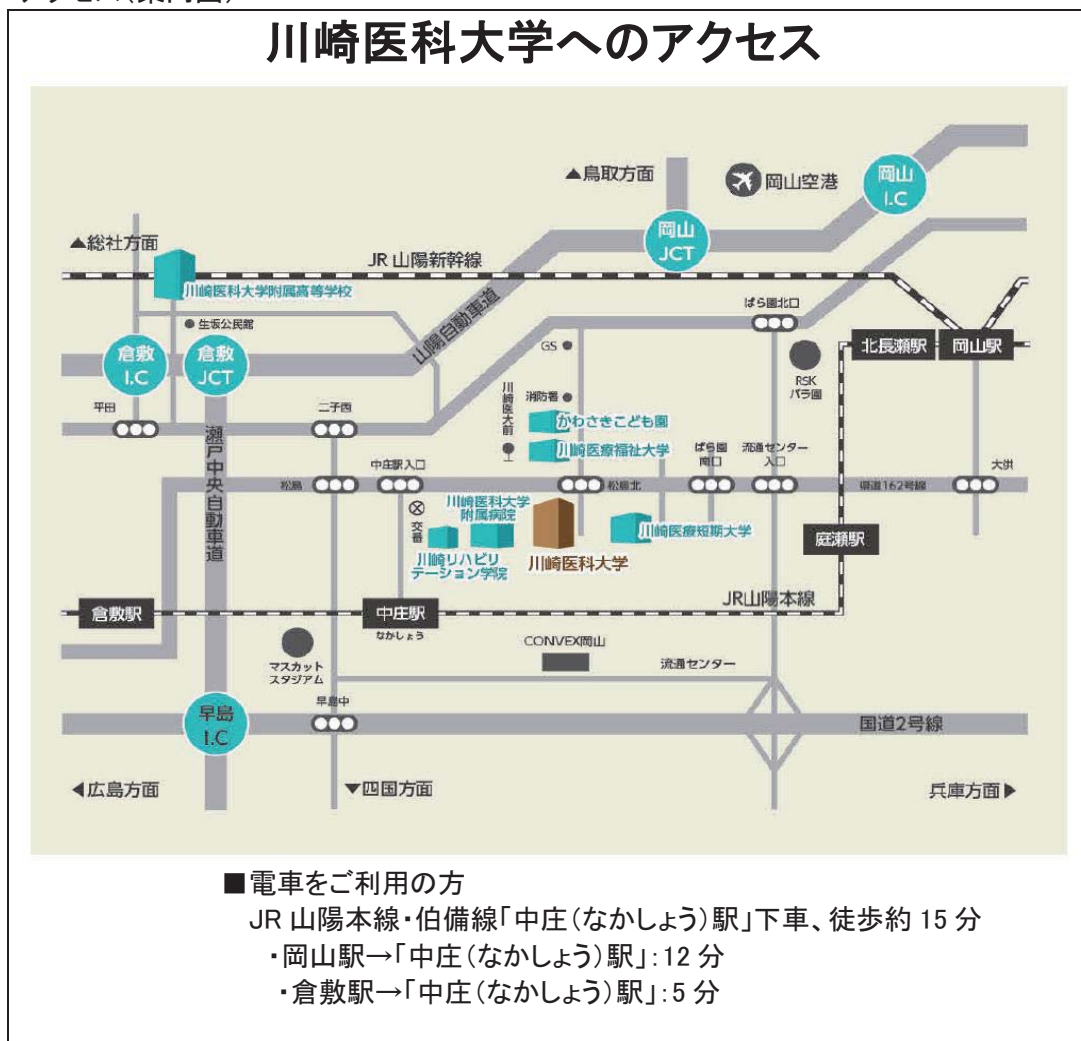 川崎医科大学へのアクセス
▲鳥取方面
岡山空港
岡山
I.C
岡山
JCT
▲総社方面
JR山陽新幹線
川崎医科大学附属高等学校
生坂公民館
山陽自動車道
ばら園北口
倉敷
I.C
倉敷
JCT
GS
北長瀬駅
岡山駅
RSK
バラ園
平田
二子西
川崎医大前
消防署
かわさきこども園
川崎医療福祉大学
瀬戸中央自動車道
中庄駅入口
ばら園
南口
流通センター
入口
大供
松島
松島北
県道162号線
川崎医科大学
附属病院
交番
川崎リハビリ
テーション学院
川崎医科大学
川崎医療短期大学
庭瀬駅
JR山陽本線
倉敷駅
中庄駅
なかしょう
マスカット
スタジアム
CONVEX岡山
流通センター
早島中
早島
I.C
国道2号線
◀広島方面
▼四国方面
兵庫方面▶
■電車をご利用の方
JR 山陽本線・伯備線「中庄(なかしょう)駅」下車、徒歩約 15 分
・岡山駅→「中庄(なかしょう)駅」:12 分
・倉敷駅→「中庄(なかしょう)駅」:5 分